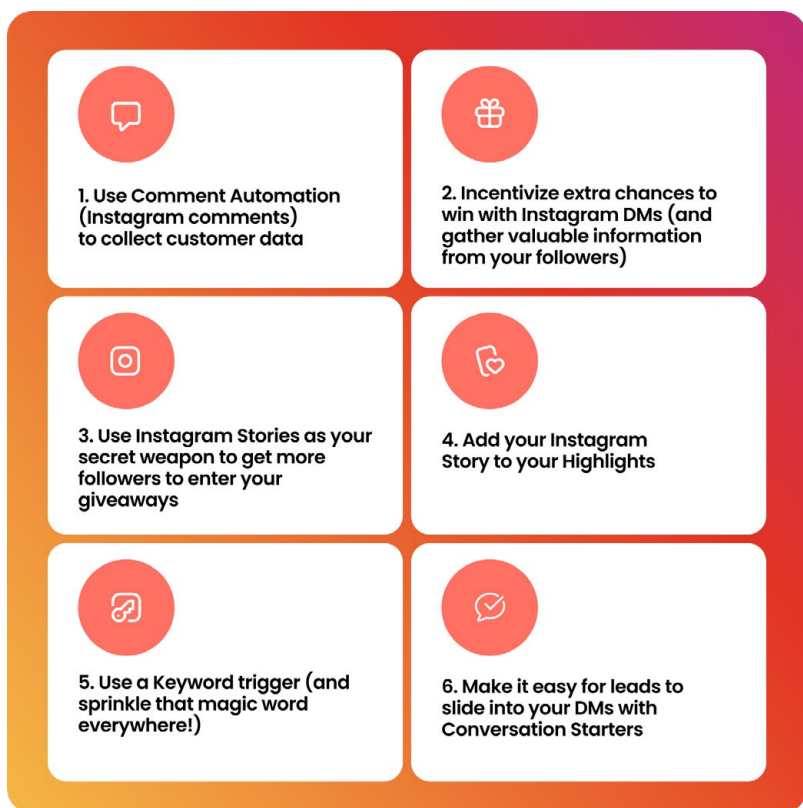 1. Use Comment Automation
(Instagram comments)
to collect customer data
2. Incentivize extra chances to
win with Instagram DMs (and
gather valuable information
from your followers)
3. Use Instagram Stories as your
secret weapon to get more
followers to enter your
giveaways
4. Add your Instagram
Story to your Highlights
5. Use a Keyword trigger (and
sprinkle that magic word
everywhere!)
6. Make it easy for leads to
slide into your DMs with
Conversation Starters